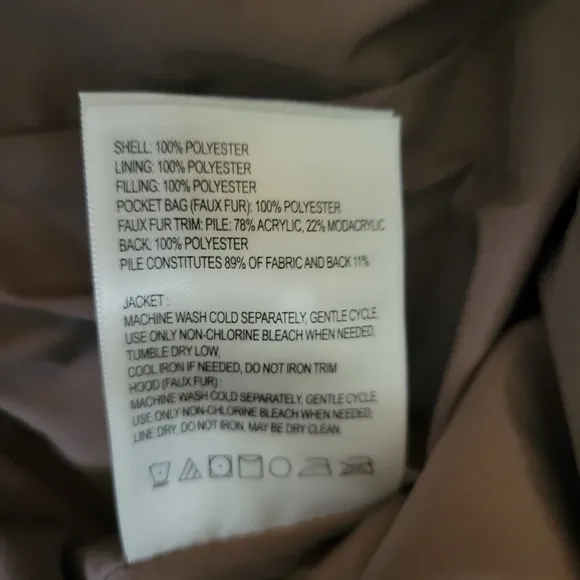 SHELL: 100% POLYESTER
LINING: 100% POLYESTER
FILLING: 100% POLYESTER
POCKET BAG (FAUX FUR): 100% POLYESTER
FAUX FUR TRIM: PILE: 78% ACRYLIC, 22% MODACRYLIC
BACK: 100% POLYESTER
PILE CONSTITUTES 89% OF FABRIC AND BACK 11%
JACKET :
MACHINE WASH COLD SEPARATELY, GENTLE CYCLE,
USE ONLY NON-CHLORINE BLEACH WHEN NEEDED,
TUMBLE DRY LOW,
COOL IRON IF NEEDED, DO NOT IRON TRIM
HOOD (FAUX FUR) :
MACHINE WASH COLD SEPARATELY, GENTLE CYCLE,
USE ONLY NON-CHLORINE BLEACH WHEN NEEDED,
LINE DRY, DO NOT IRON, MAY BE DRY CLEAN.